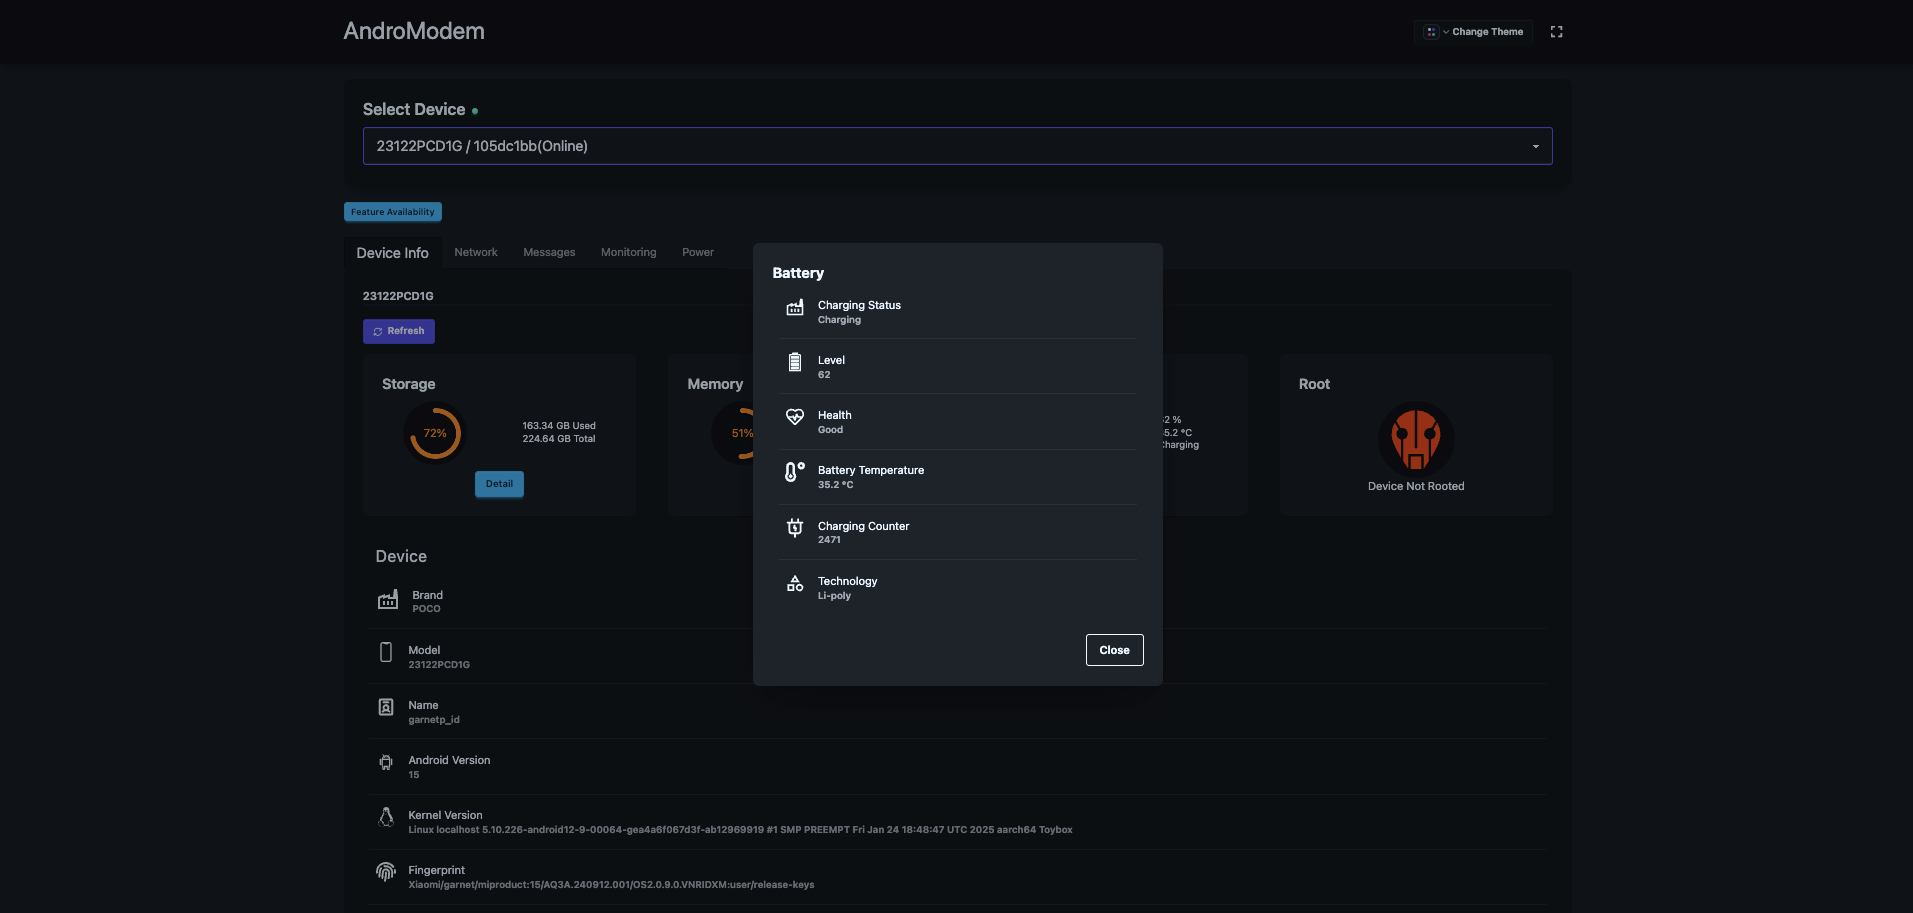 AndroModem
Change Theme
Select Device
23122PCD1G / 105dc1bb(Online)
Feature Availability
Device Info
Network
Messages
Monitoring
Power
23122PCD1G
Refresh
Storage
72%
163.34 GB Used
224.64 GB Total
Detail
Memory
51%
Battery
Charging Status
Charging
Level
62
Health
Good
Battery Temperature
35.2 °C
Charging Counter
2471
Technology
Li-poly
Close
%
5.2 °C
Charging
Root
Device Not Rooted
Device
Brand
POCO
Model
23122PCD1G
Name
garnetp_id
Android Version
15
Kernel Version
Linux localhost 5.10.226-android12-9-00064-gea4a6f067d3f-ab12969919 #1 SMP PREEMPT Fri Jan 24 18:48:47 UTC 2025 aarch64 Toybox
Fingerprint
Xiaomi/garnet/miproduct:15/AQ3A.240912.001/OS2.0.9.0.VNRIDXM:user/release-keys